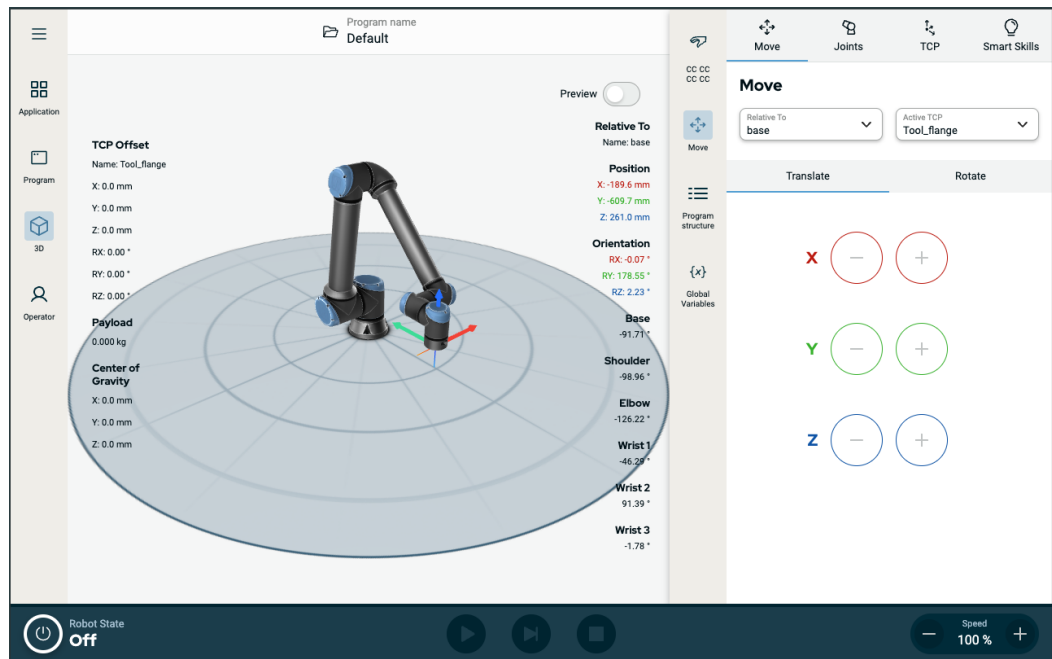 Program name
Default
Application
Program
3D
Operator
TCP Offset
Name: Tool_flange
X: 0.0 mm
Y: 0.0 mm
Z: 0.0 mm
RX: 0.00 °
RY: 0.00 °
RZ: 0.00 °
Payload
0.000 kg
Center of
Gravity
X: 0.0 mm
Y: 0.0 mm
Z: 0.0 mm
Preview
Relative To
Name: base
Position
X: -189.6 mm
Y: -609.7 mm
Z: 261.0 mm
Orientation
RX: -0.07 °
RY: 178.55 °
RZ: 2.23 °
Base
-91.71 °
Shoulder
-98.96 °
Elbow
-126.22 °
Wrist 1
-46.29 °
Wrist 2
91.39 °
Wrist 3
-1.78 °
CC CC
CC CC
Move
Program
structure
{x}
Global
Variables
Move
Joints
TCP
Smart Skills
Move
Relative To
base
Active TCP
Tool_flange
Translate
Rotate
X − +
Y − +
Z − +
Robot State
Off
Speed
− 100 % +